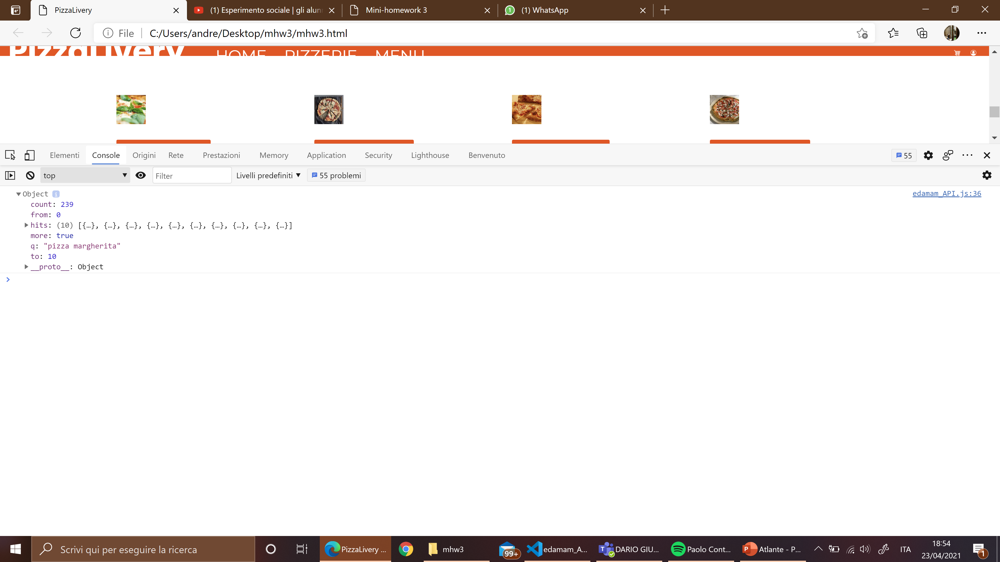 PizzaLivery
(1) Esperimento sociale | gli alun
Mini-homework 3
1
(1) WhatsApp
File
C:/Users/andre/Desktop/mhw3/mhw3.html
PizzaLivery
HOME PIZZERIE MENU
Elementi Console Origini Rete Prestazioni Memory Application Security Lighthouse Benvenuto
55
top
Filter
Livelli predefiniti
55 problemi
Object i
edamam_API.js:36
count: 239
from: 0
hits: (10) [{…}, {…}, {…}, {…}, {…}, {…}, {…}, {…}, {…}, {…}]
more: true
q: "pizza margherita"
to: 10
__proto__: Object
Scrivi qui per eseguire la ricerca
PizzaLivery ...
mhw3
99+
edamam_A...
DARIO GIU...
Paolo Cont...
Atlante - P...
ITA
18:54
23/04/2021
1